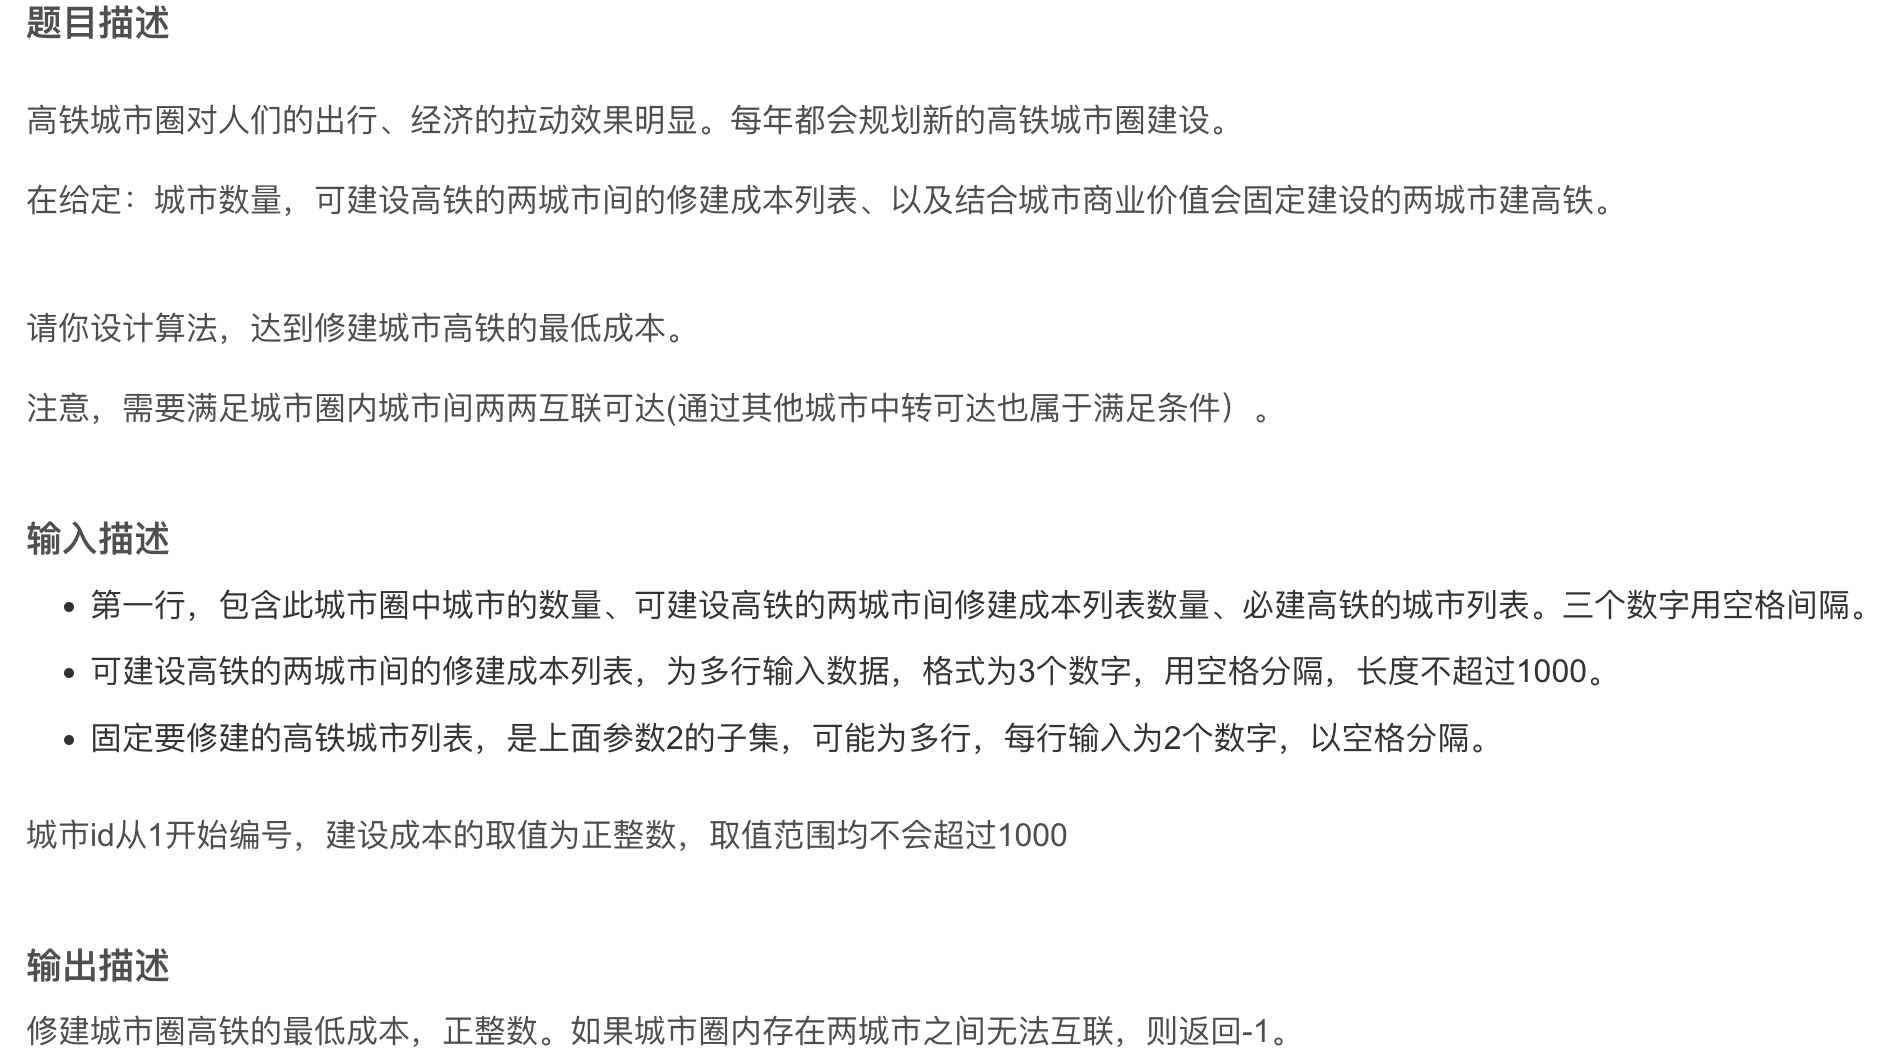 题目描述
高铁城市圈对人们的出行、经济的拉动效果明显。每年都会规划新的高铁城市圈建设。
在给定：城市数量，可建设高铁的两城市间的修建成本列表、以及结合城市商业价值会固定建设的两城市建高铁。
请你设计算法，达到修建城市高铁的最低成本。
注意，需要满足城市圈内城市间两两互联可达(通过其他城市中转可达也属于满足条件）。
输入描述
• 第一行，包含此城市圈中城市的数量、可建设高铁的两城市间修建成本列表数量、必建高铁的城市列表。三个数字用空格间隔。
• 可建设高铁的两城市间的修建成本列表，为多行输入数据，格式为3个数字，用空格分隔，长度不超过1000。
• 固定要修建的高铁城市列表，是上面参数2的子集，可能为多行，每行输入为2个数字，以空格分隔。
城市id从1开始编号，建设成本的取值为正整数，取值范围均不会超过1000
输出描述
修建城市圈高铁的最低成本，正整数。如果城市圈内存在两城市之间无法互联，则返回-1。